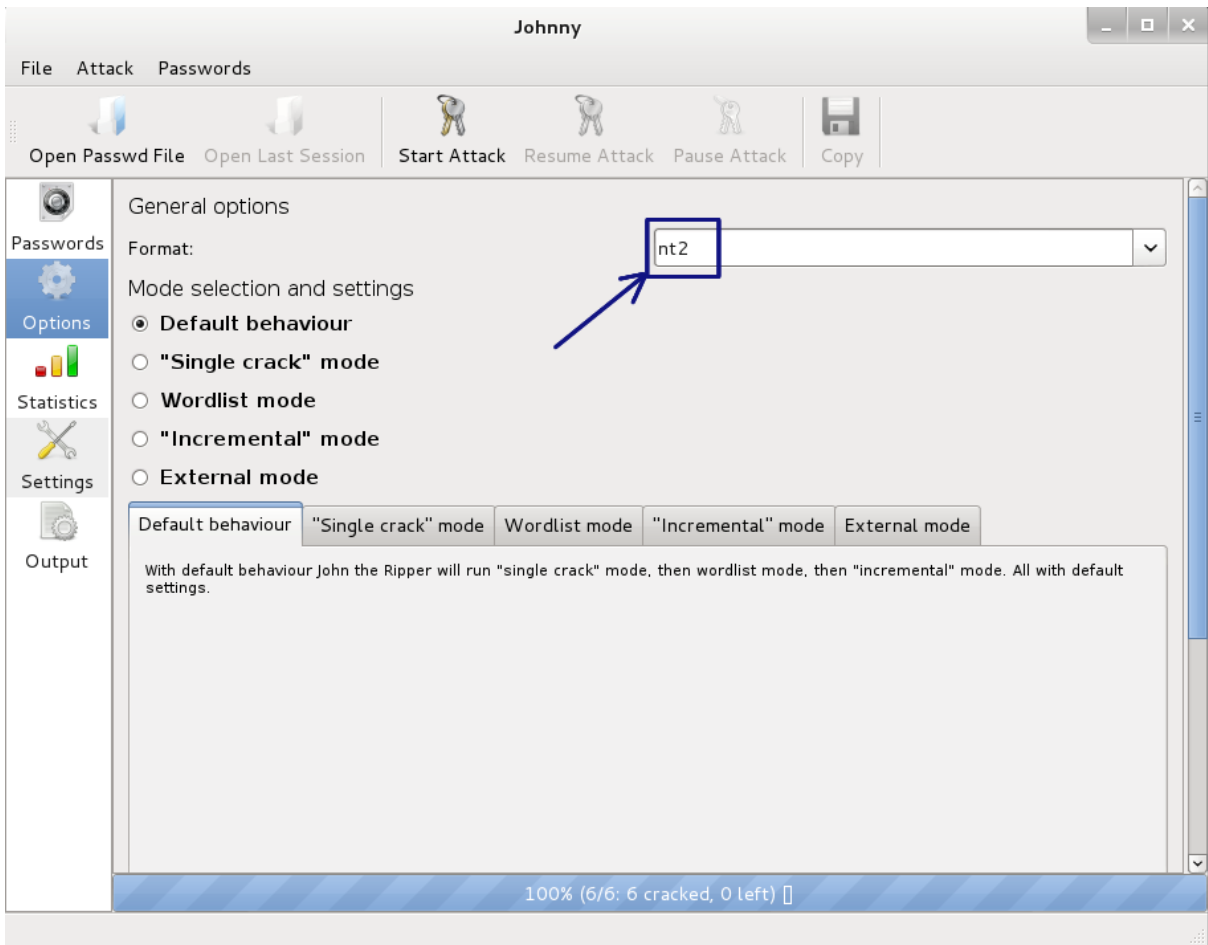 Johnny
File Attack Passwords
Open Passwd File Open Last Session Start Attack Resume Attack Pause Attack Copy
Passwords
Options
Statistics
Settings
Output
General options
Format: nt2
Mode selection and settings
Default behaviour
"Single crack" mode
Wordlist mode
"Incremental" mode
External mode
Default behaviour "Single crack" mode Wordlist mode "Incremental" mode External mode
With default behaviour John the Ripper will run "single crack" mode, then wordlist mode, then "incremental" mode. All with default
settings.
100% (6/6: 6 cracked, 0 left) []